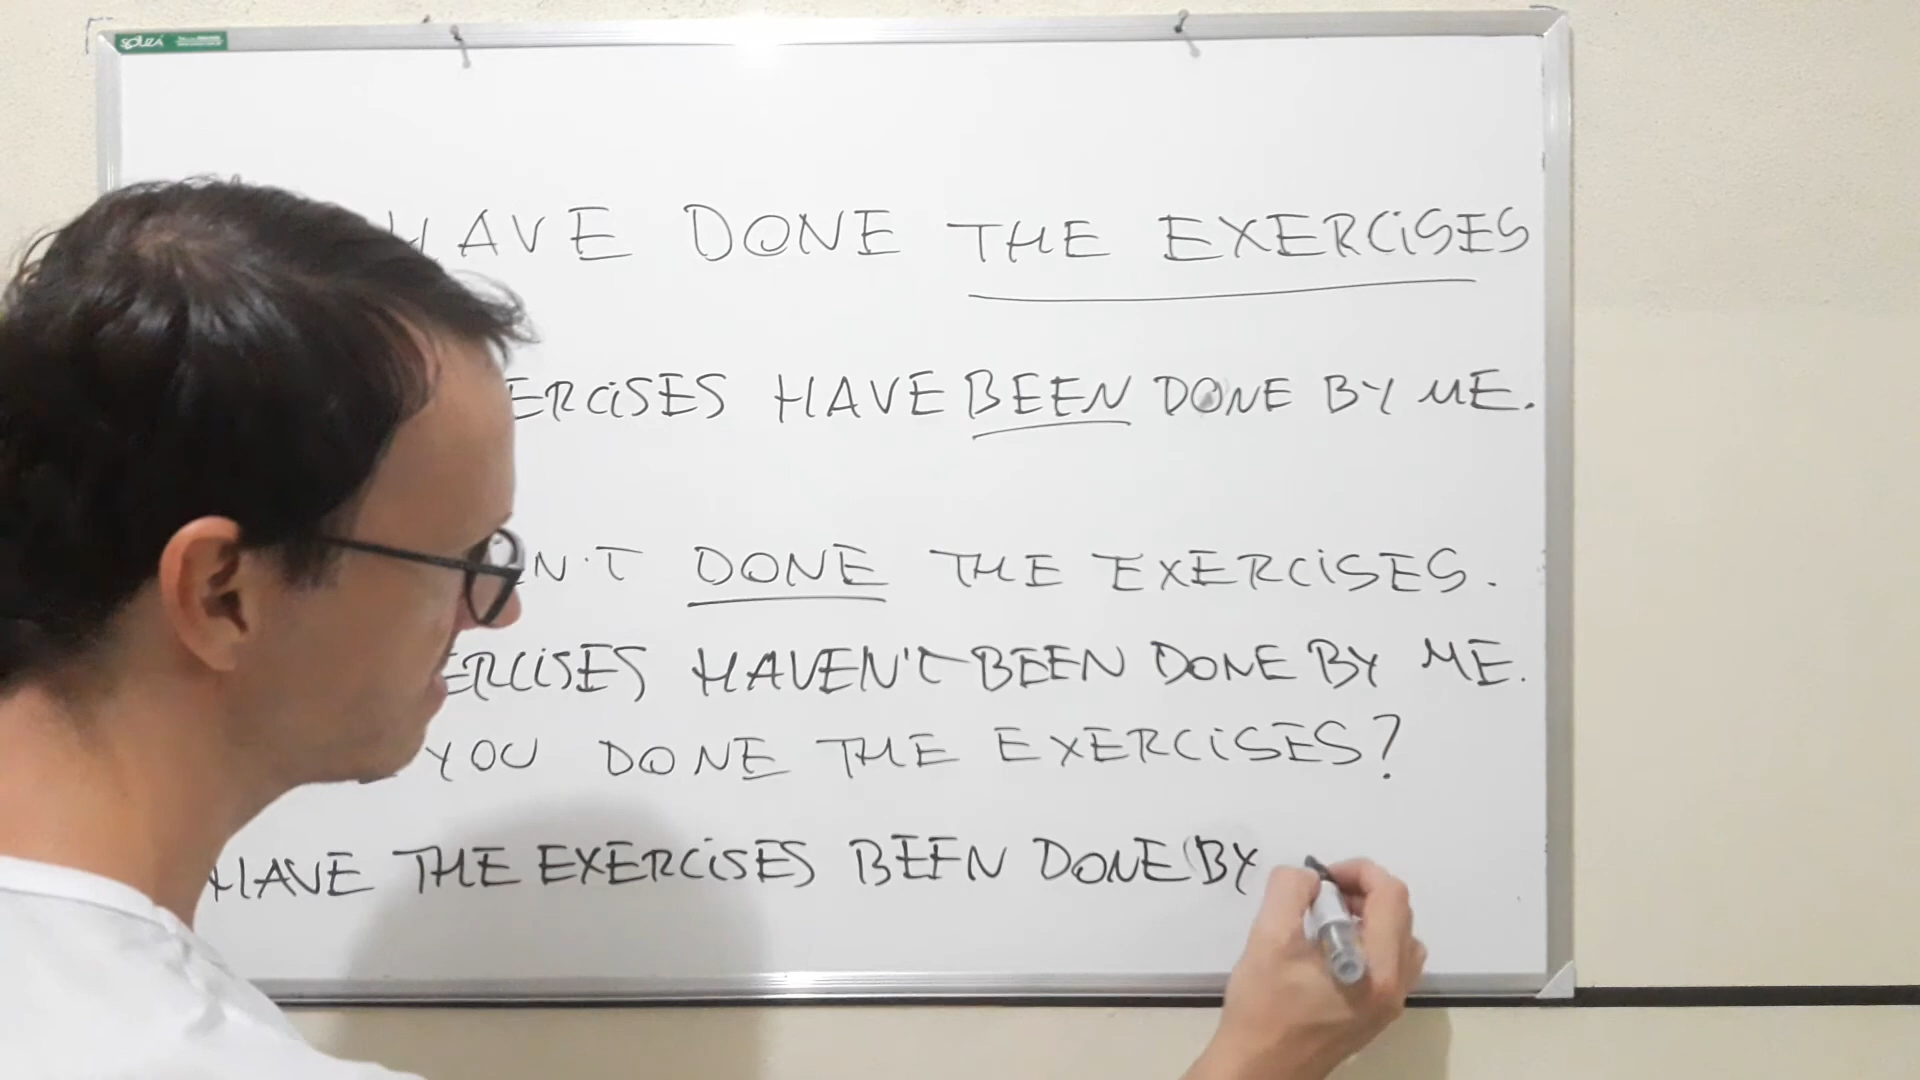 SOUZA
HAVE DONE THE EXERCISES
ERCISES HAVE BEEN DONE BY ME.
N'T DONE THE EXERCISES.
ERCISES HAVEN'T BEEN DONE BY ME.
YOU DONE THE EXERCISES?
HAVE THE EXERCISES BEEN DONE BY